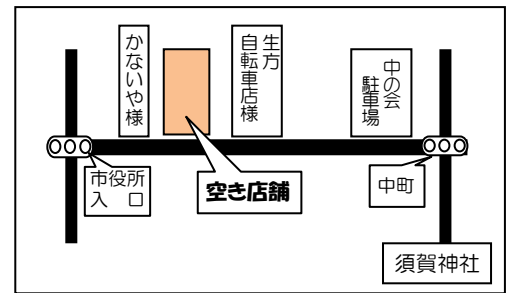 かないや様
生方
自転車店様
中の会
駐車場
市役所
入　口
空き店舗
中町
須賀神社